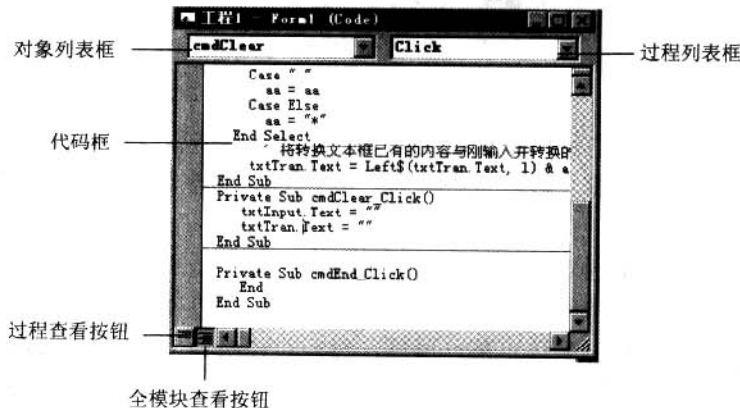 工程1 - Form1 (Code)
对象列表框
cmdClear
Click
过程列表框
Case " "
aa = aa
Case Else
aa = "*"
代码框
End Select
' 将转换文本框已有的内容与刚输入并转换的
txtTran.Text = Left$(txtTran.Text, 1) & a
End Sub
Private Sub cmdClear_Click()
txtInput.Text = ""
txtTran.Text = ""
End Sub
Private Sub cmdEnd_Click()
End
End Sub
过程查看按钮
全模块查看按钮